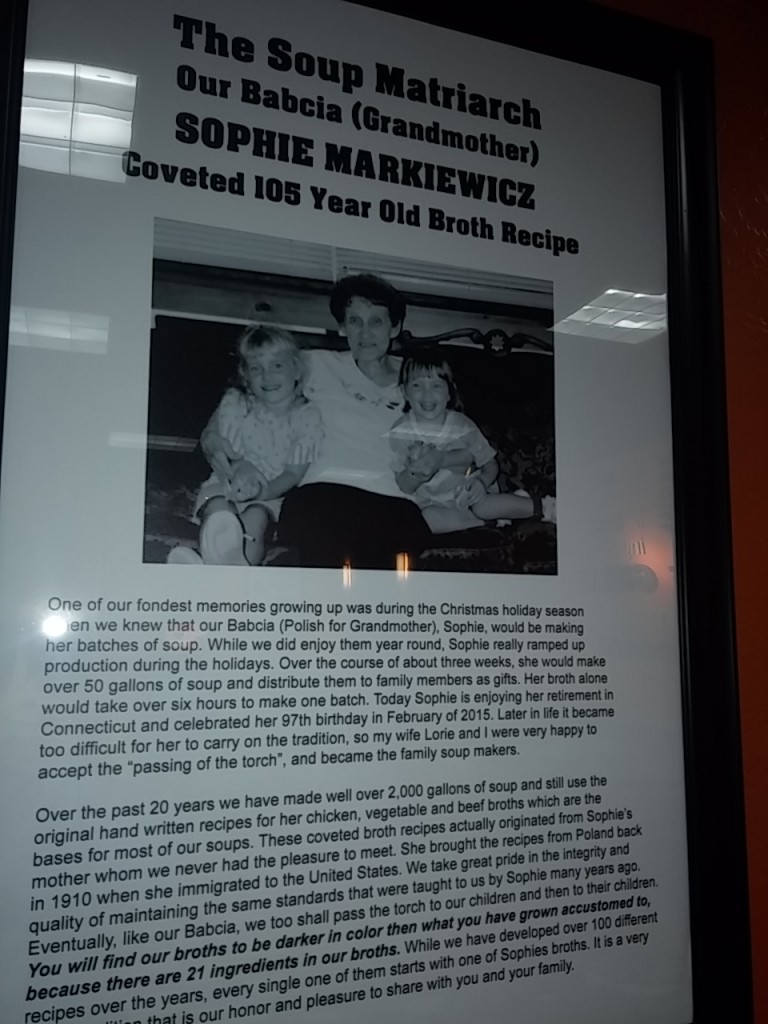 The Soup Matriarch
Our Babcia (Grandmother)
SOPHIE MARKIEWICZ
Coveted 105 Year Old Broth Recipe
One of our fondest memories growing up was during the Christmas holiday season
en we knew that our Babcia (Polish for Grandmother), Sophie, would be making
her batches of soup. While we did enjoy them year round, Sophie really ramped up
production during the holidays. Over the course of about three weeks, she would make
over 50 gallons of soup and distribute them to family members as gifts. Her broth alone
would take over six hours to make one batch. Today Sophie is enjoying her retirement in
Connecticut and celebrated her 97th birthday in February of 2015. Later in life it became
too difficult for her to carry on the tradition, so my wife Lorie and I were very happy to
accept the “passing of the torch”, and became the family soup makers.
Over the past 20 years we have made well over 2,000 gallons of soup and still use the
original hand written recipes for her chicken, vegetable and beef broths which are the
bases for most of our soups. These coveted broth recipes actually originated from Sophie's
mother whom we never had the pleasure to meet. She brought the recipes from Poland back
in 1910 when she immigrated to the United States. We take great pride in the integrity and
quality of maintaining the same standards that were taught to us by Sophie many years ago.
Eventually, like our Babcia, we too shall pass the torch to our children and then to their children.
You will find our broths to be darker in color then what you have grown accustomed to,
because there are 21 ingredients in our broths. While we have developed over 100 different
recipes over the years, every single one of them starts with one of Sophies broths. It is a very
that is our honor and pleasure to share with you and your family.